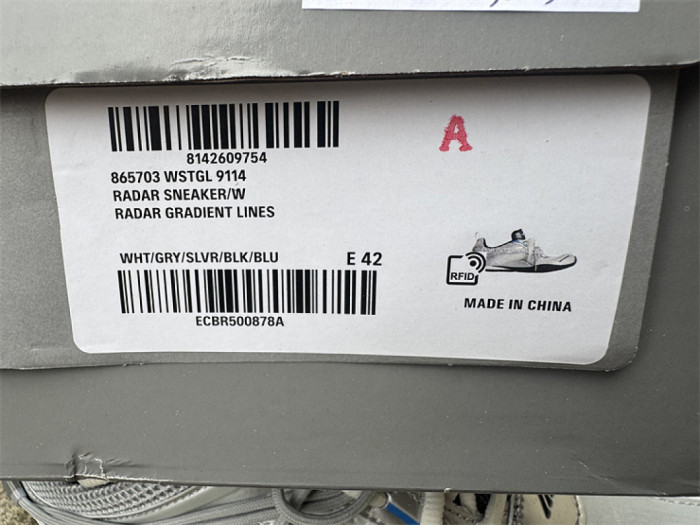 8142609754
865703 WSTGL 9114
RADAR SNEAKER/W
RADAR GRADIENT LINES
A
WHT/GRY/SLVR/BLK/BLU E 42
RFID
ECBR500878A
MADE IN CHINA